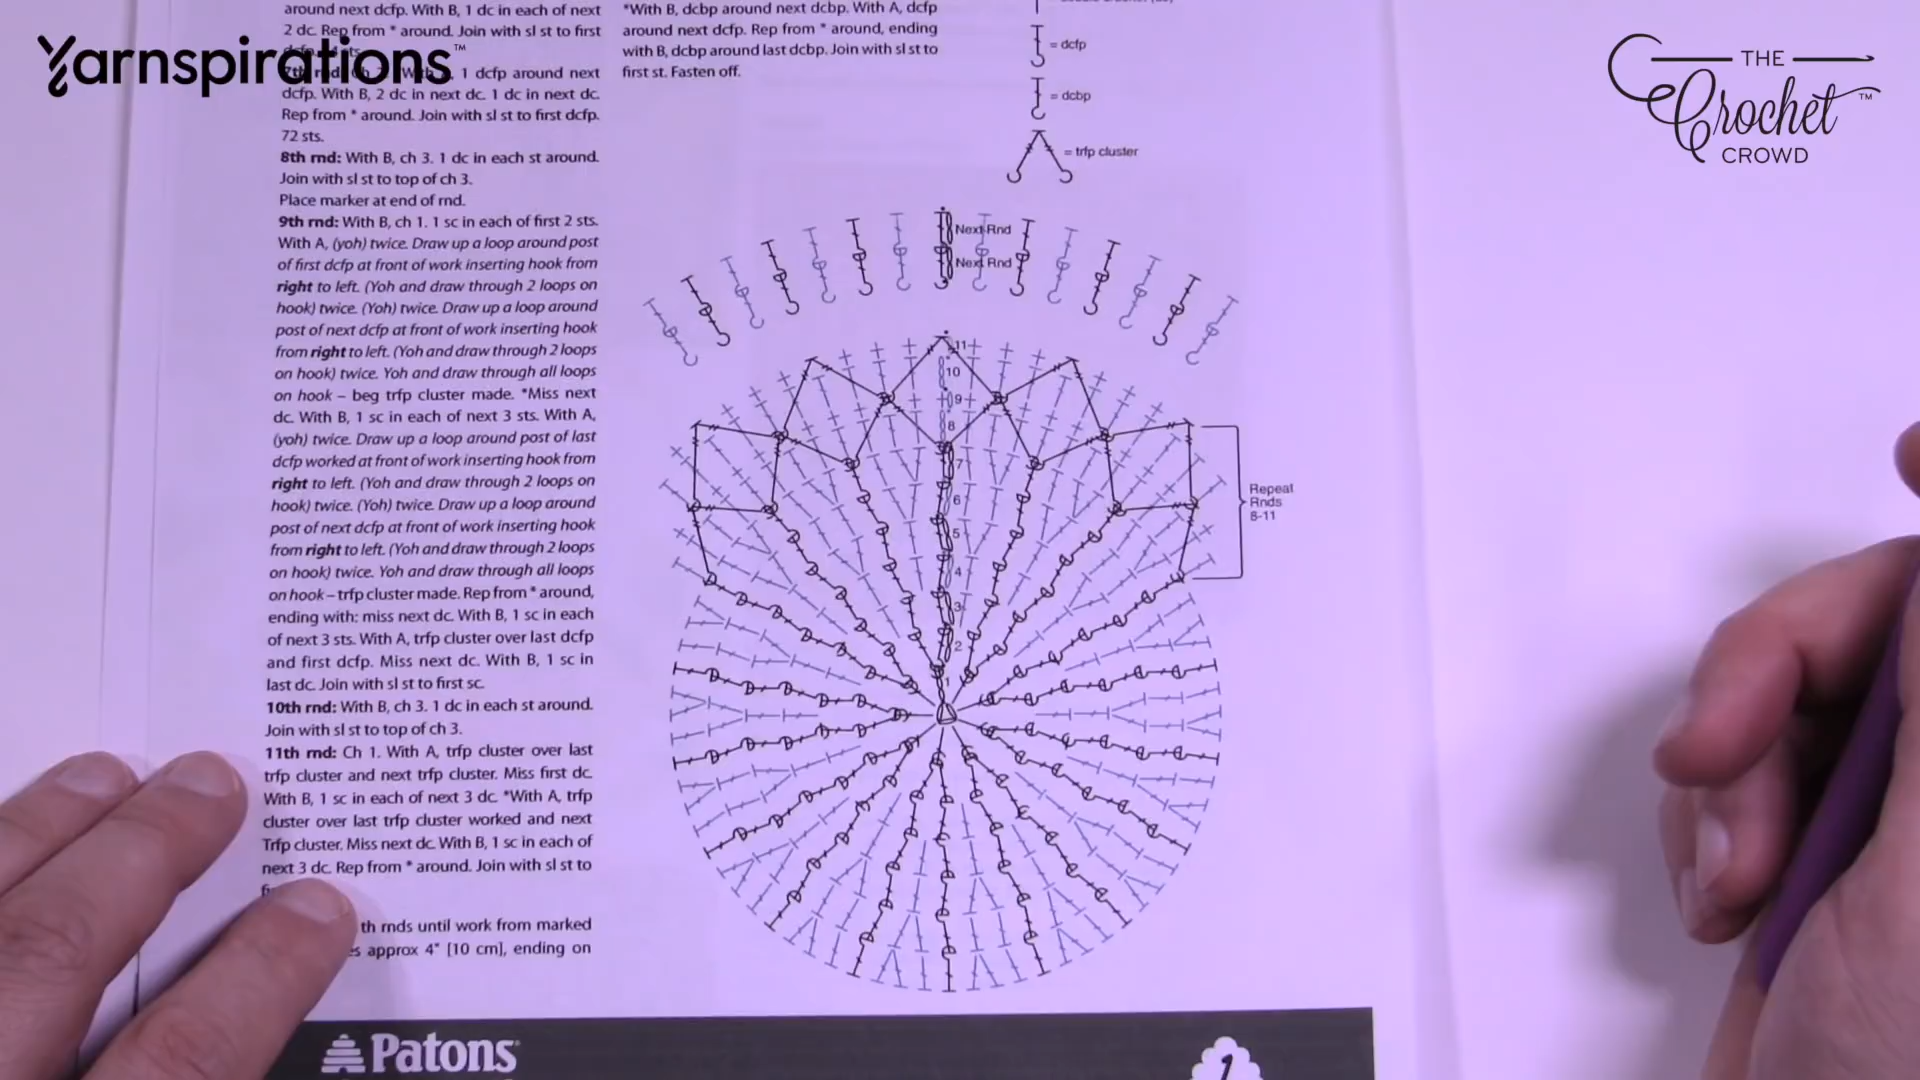 Yarnspirations™
THE
Crochet™
CROWD
around next dcfp. With B, 1 dc in each of next
2 dc. Rep from * around. Join with sl st to first
sts.
7th rnd: With A, 1 dcfp around next
dcfp. With B, 2 dc in next dc. 1 dc in next dc.
Rep from * around. Join with sl st to first dcfp.
72 sts.
8th rnd: With B, ch 3. 1 dc in each st around.
Join with sl st to top of ch 3.
Place marker at end of rnd.
9th rnd: With B, ch 1. 1 sc in each of first 2 sts.
With A, (yoh) twice. Draw up a loop around post
of first dcfp at front of work inserting hook from
right to left. (Yoh and draw through 2 loops on
hook) twice. (Yoh) twice. Draw up a loop around
post of next dcfp at front of work inserting hook
from right to left. (Yoh and draw through 2 loops
on hook) twice. Yoh and draw through all loops
on hook – beg trfp cluster made. *Miss next
dc. With B, 1 sc in each of next 3 sts. With A,
(yoh) twice. Draw up a loop around post of last
dcfp worked at front of work inserting hook from
right to left. (Yoh and draw through 2 loops on
hook) twice. (Yoh) twice. Draw up a loop around
post of next dcfp at front of work inserting hook
from right to left. (Yoh and draw through 2 loops
on hook) twice. Yoh and draw through all loops
on hook – trfp cluster made. Rep from * around,
ending with: miss next dc. With B, 1 sc in each
of next 3 sts. With A, trfp cluster over last dcfp
and first dcfp. Miss next dc. With B, 1 sc in
last dc. Join with sl st to first sc.
10th rnd: With B, ch 3. 1 dc in each st around.
Join with sl st to top of ch 3.
11th rnd: Ch 1. With A, trfp cluster over last
trfp cluster and next trfp cluster. Miss first dc.
With B, 1 sc in each of next 3 dc. *With A, trfp
cluster over last trfp cluster worked and next
Trfp cluster. Miss next dc. With B, 1 sc in each of
next 3 dc. Rep from * around. Join with sl st to
th rnds until work from marked
approx 4" [10 cm], ending on
*With B, dcbp around next dcbp. With A, dcfp
around next dcfp. Rep from * around, ending
with B, dcbp around last dcbp. Join with sl st to
first st. Fasten off.
= dcfp
= dcbp
= trfp cluster
Next Rnd
Next Rnd
11
10
9
8
7
6
5
4
3
2
1
Repeat
Rnds
8-11
Patons